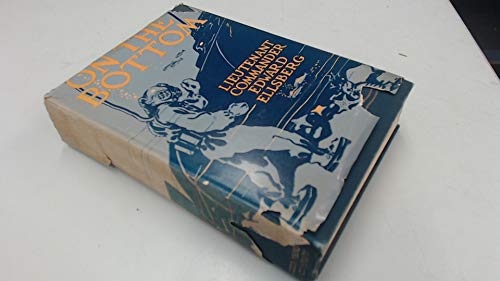 ON THE
BOTTOM
LIEUTENANT
COMMANDER
EDWARD
ELLSBERG